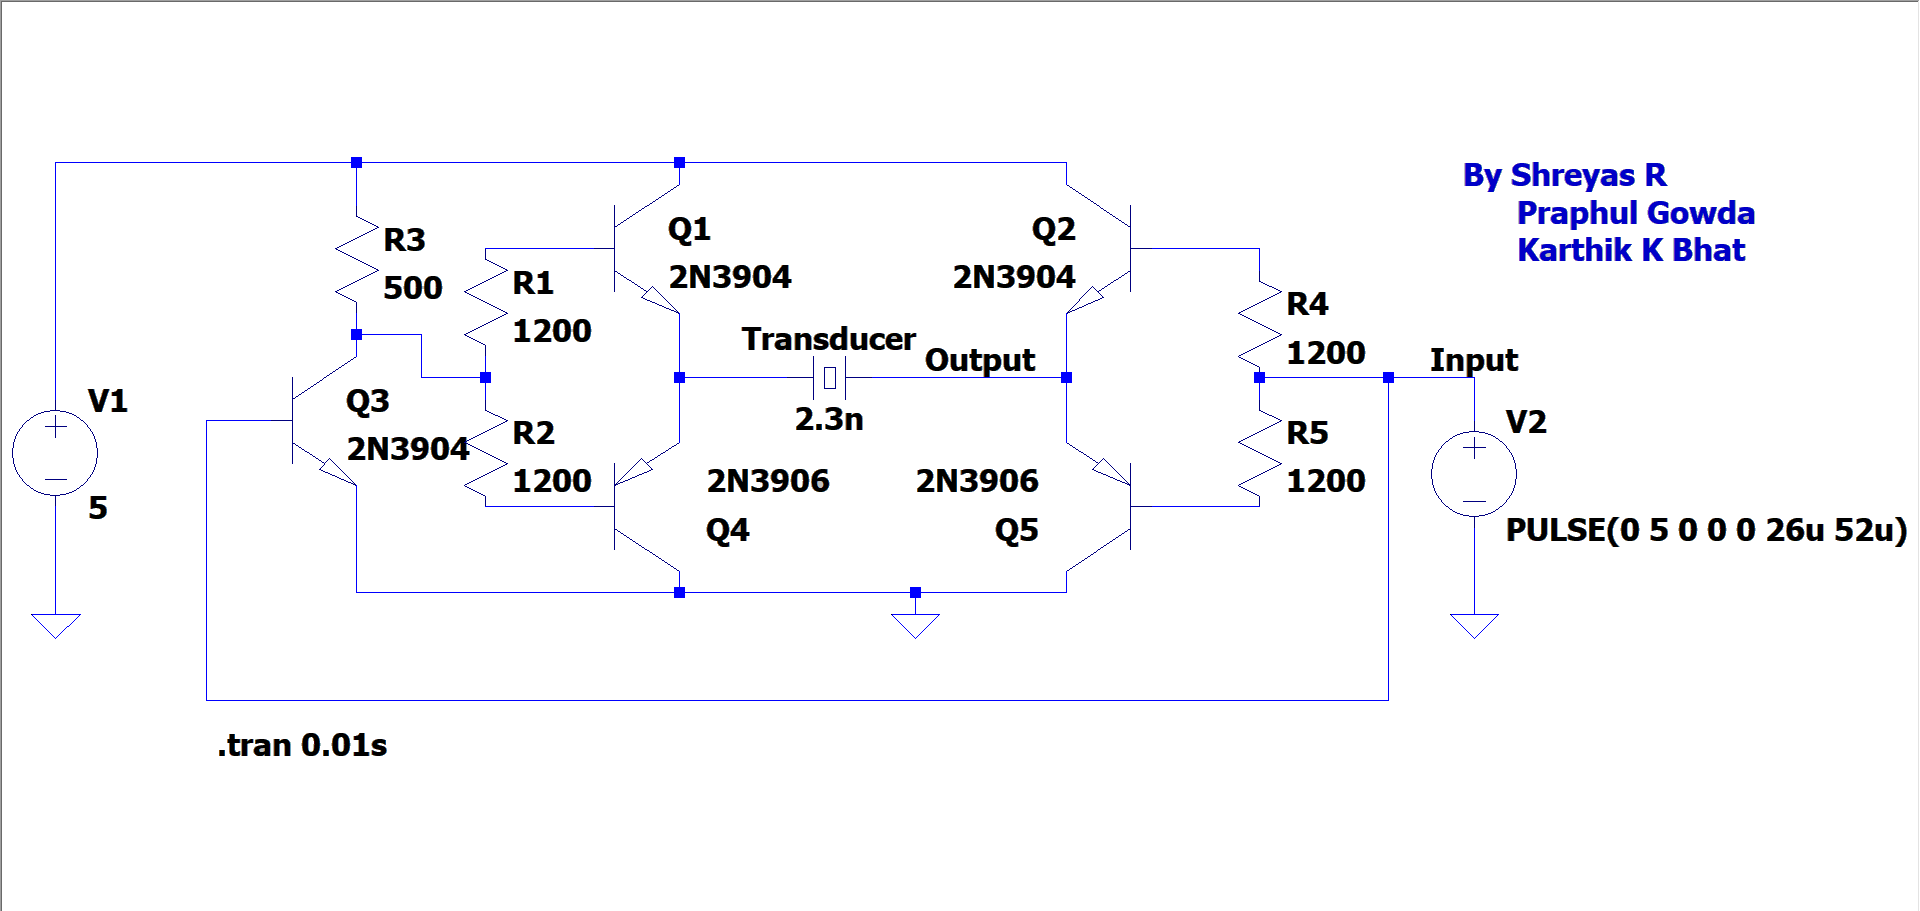 By Shreyas R
Praphul Gowda
Karthik K Bhat
R3
500
Q1
2N3904
Q2
2N3904
R1
1200
R4
1200
Transducer
Output
Input
2.3n
V1
5
Q3
2N3904
R2
1200
2N3906
Q4
2N3906
Q5
R5
1200
V2
PULSE(0 5 0 0 0 26u 52u)
.tran 0.01s